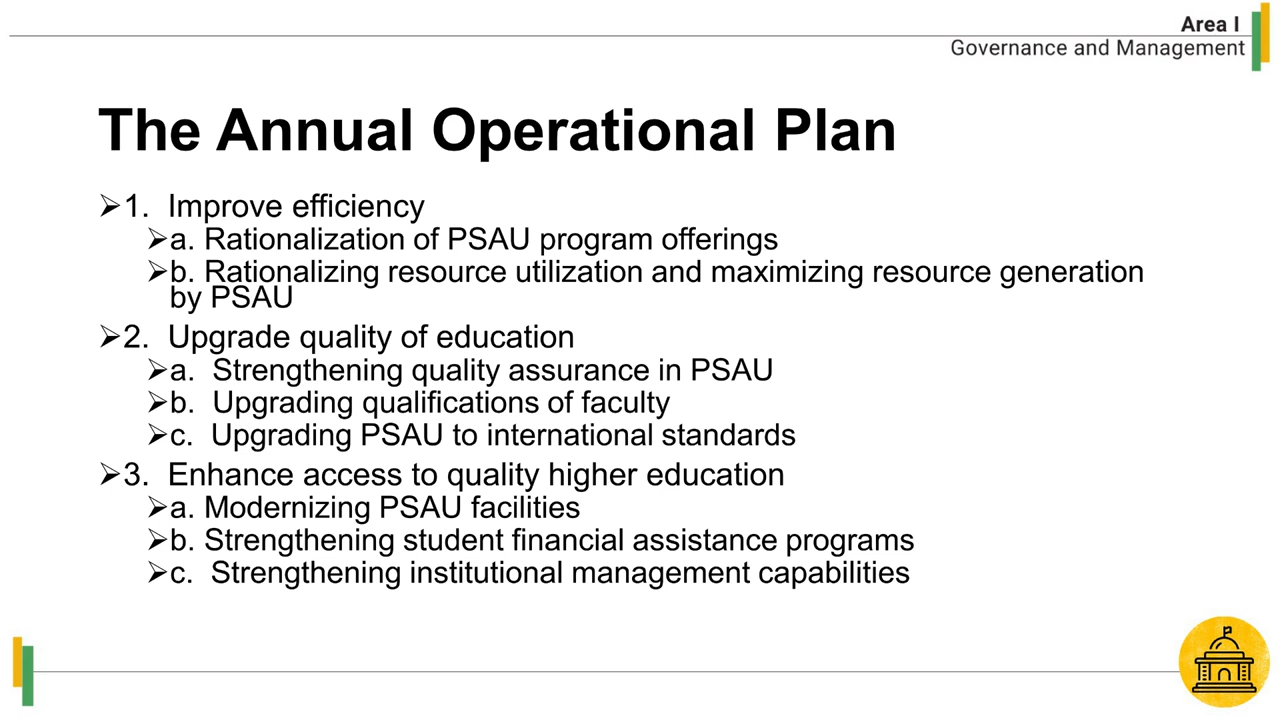 Area I
Governance and Management
The Annual Operational Plan
➢1. Improve efficiency
➢a. Rationalization of PSAU program offerings
➢b. Rationalizing resource utilization and maximizing resource generation
by PSAU
➢2. Upgrade quality of education
➢a. Strengthening quality assurance in PSAU
➢b. Upgrading qualifications of faculty
➢c. Upgrading PSAU to international standards
➢3. Enhance access to quality higher education
➢a. Modernizing PSAU facilities
➢b. Strengthening student financial assistance programs
➢c. Strengthening institutional management capabilities